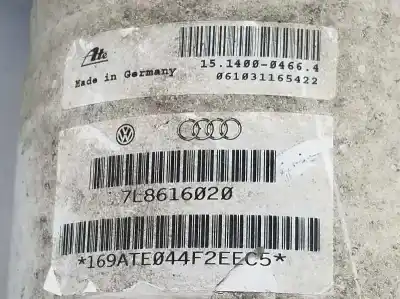 Ate
Made in Germany
15.1400-0466.4
061031165422
7L8616020
*169ATE044F2EEC5*